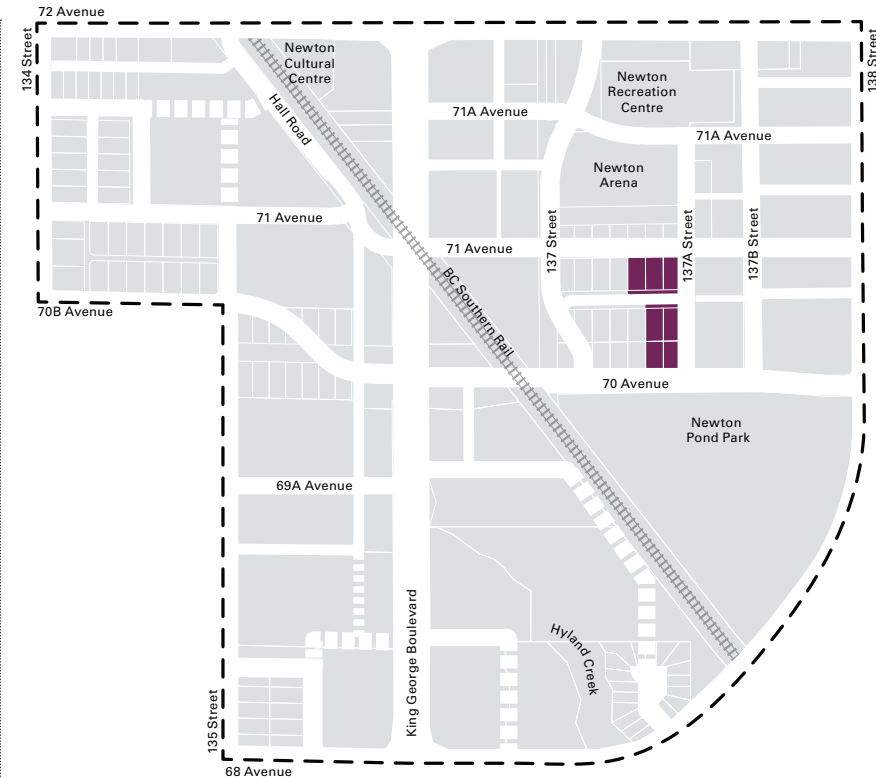 72 Avenue
134 Street
138 Street
Newton
Cultural
Centre
Newton
Recreation
Centre
Hall Road
71A Avenue
71A Avenue
Newton
Arena
71 Avenue
71 Avenue
137 Street
137A Street
137B Street
BC Southern Rail
70B Avenue
70 Avenue
Newton
Pond Park
69A Avenue
King George Boulevard
Hyland Creek
135 Street
68 Avenue